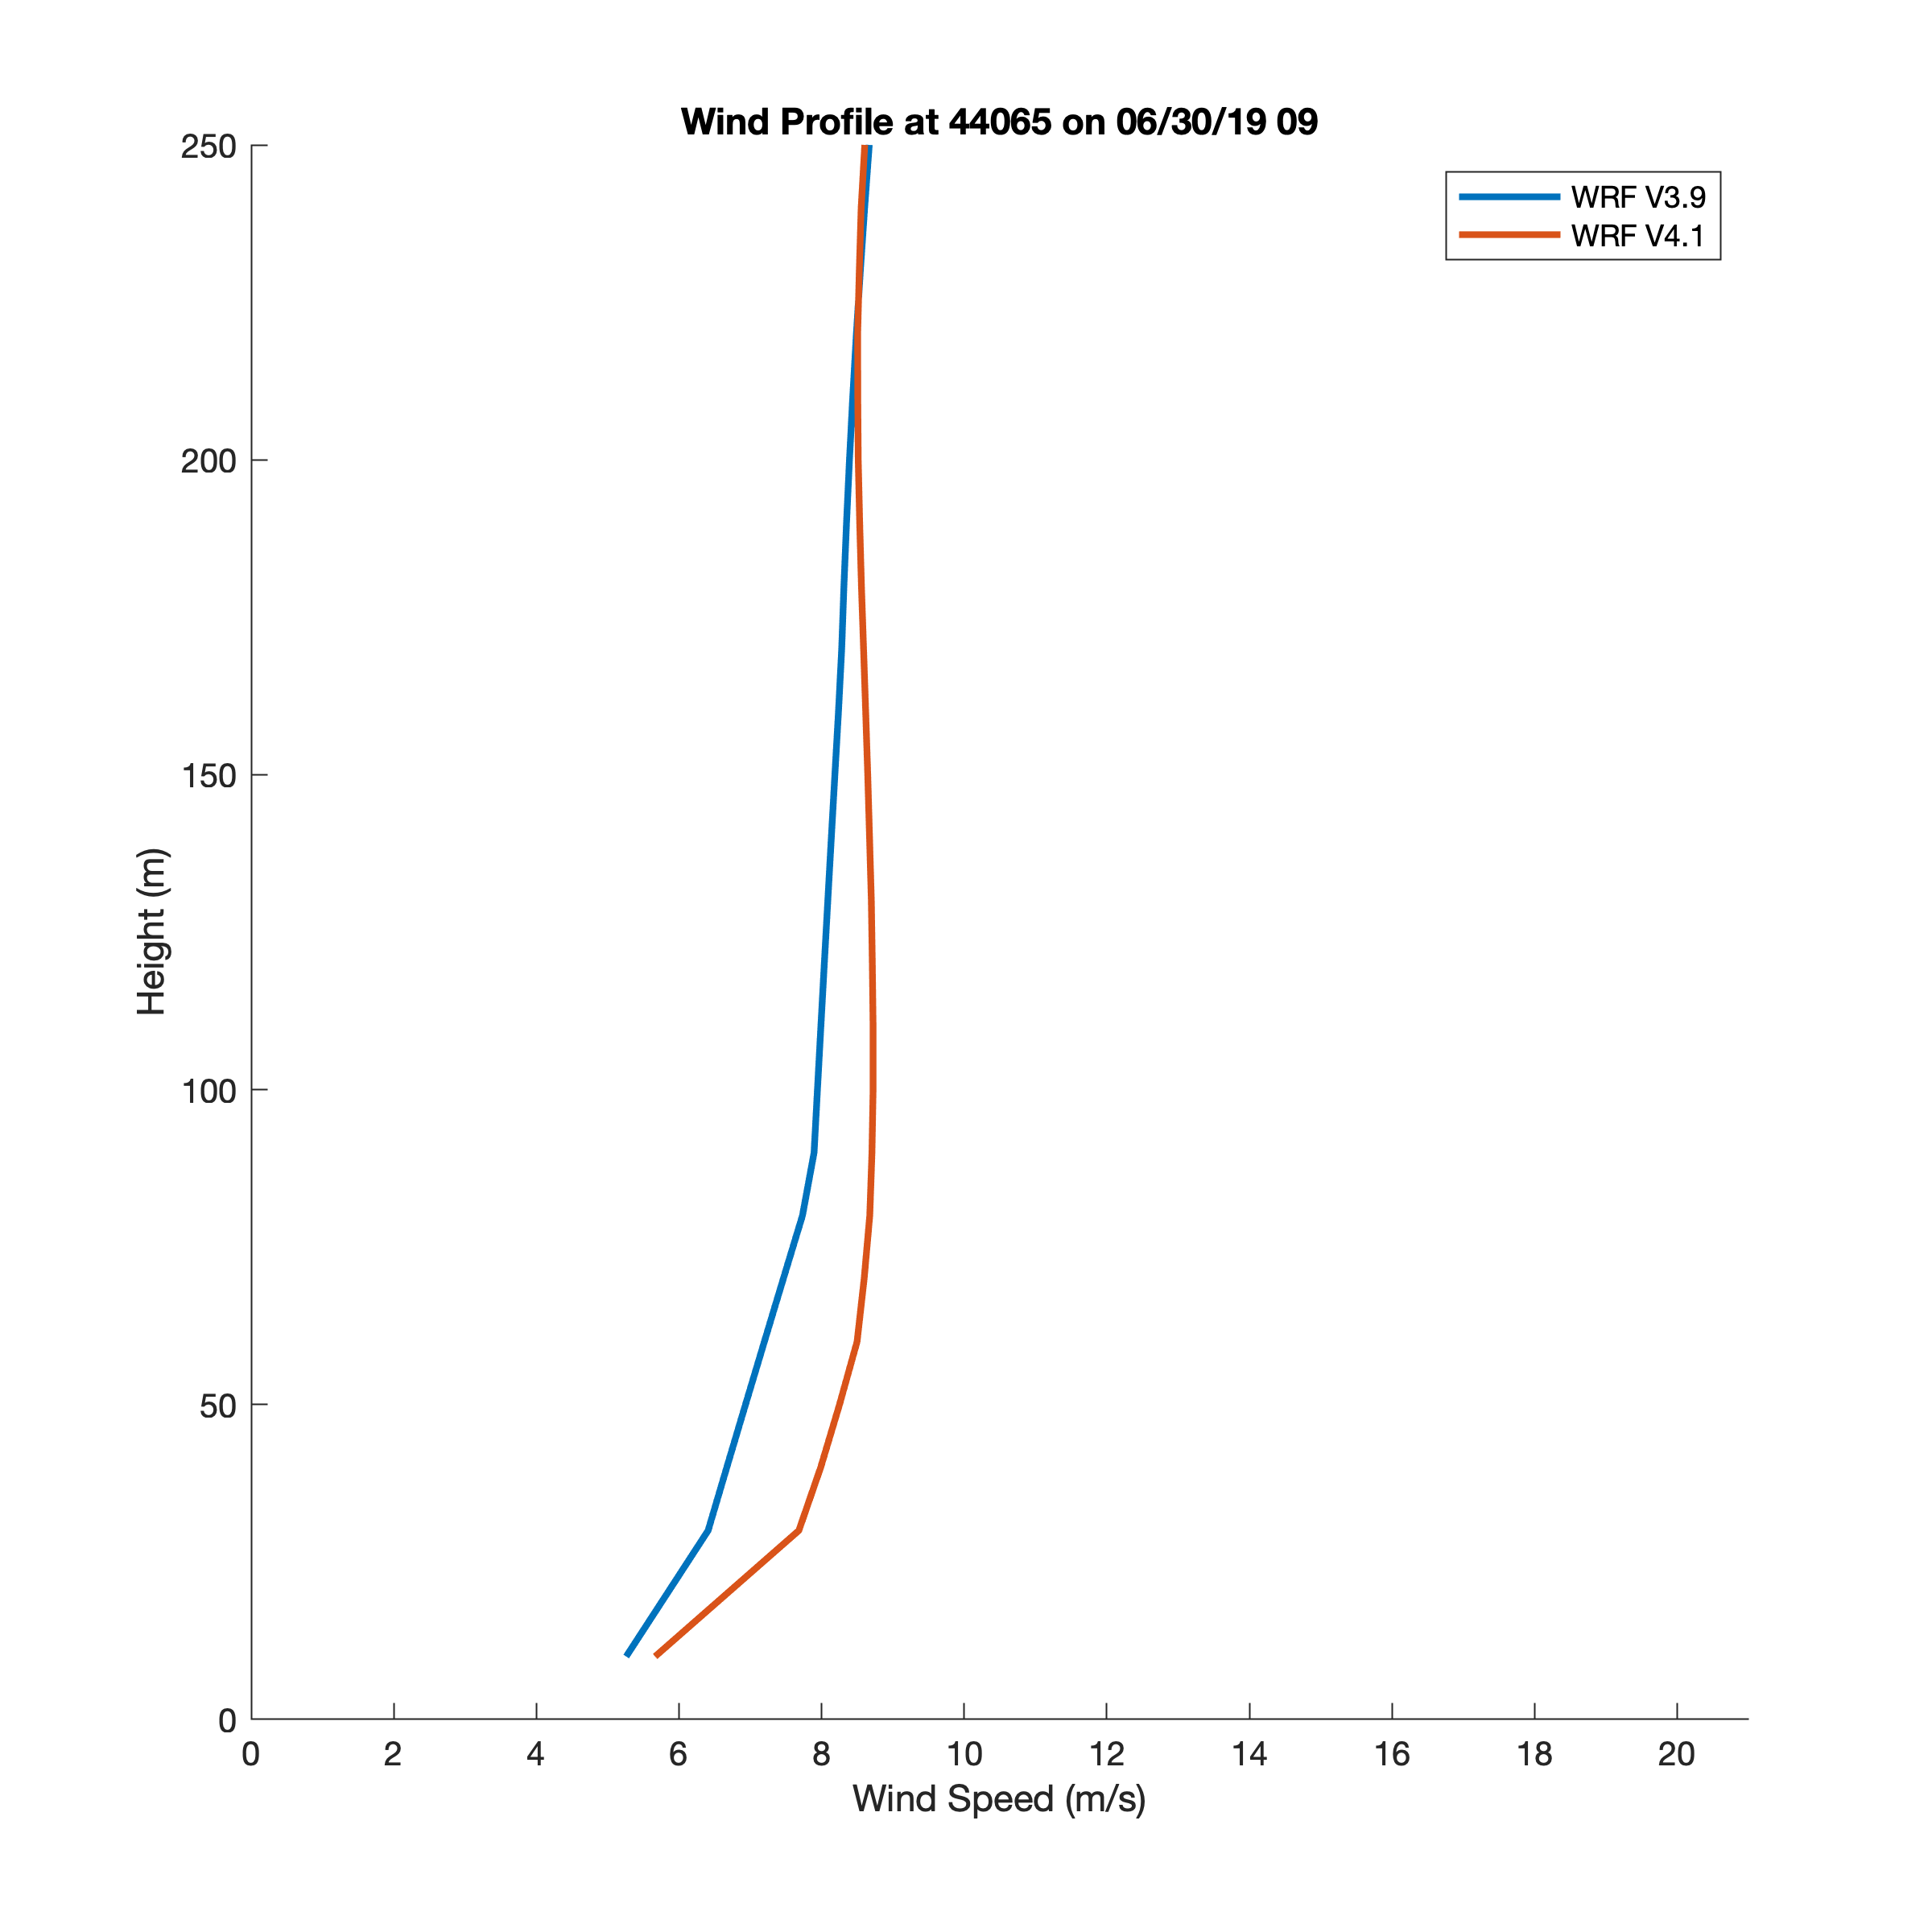 Wind Profile at 44065 on 06/30/19 09
WRF V3.9
WRF V4.1
250
200
150
100
50
0
Height (m)
0 2 4 6 8 10 12 14 16 18 20
Wind Speed (m/s)